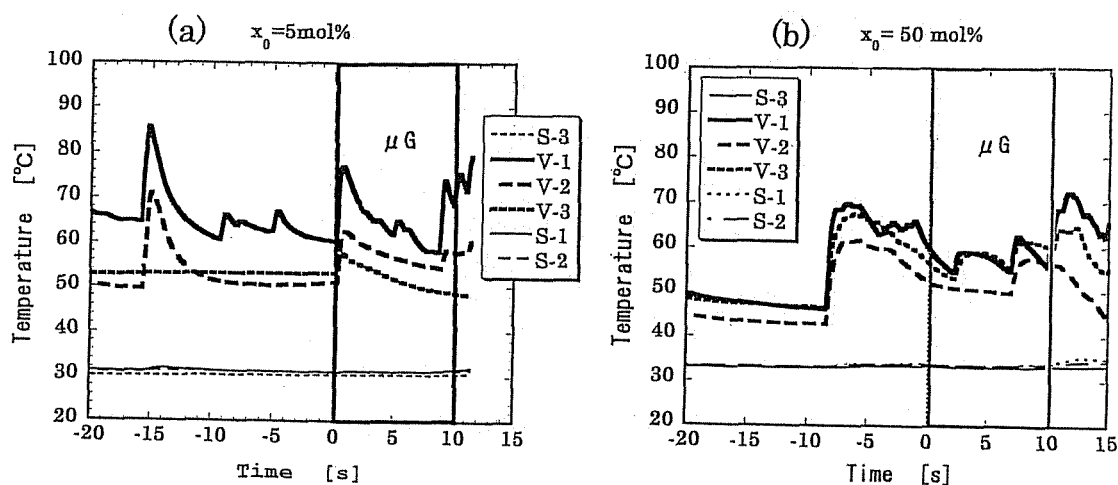 (a) x₀=5mol%
100
90
80
70
60
50
40
30
20
Temperature [°C]
μG
S-3
V-1
V-2
V-3
S-1
S-2
-20 -15 -10 -5 0 5 10 15
Time [s]
(b) x₀= 50 mol%
100
90
80
70
60
50
40
30
20
Temperature [°C]
S-3
V-1
V-2
V-3
S-1
S-2
μG
-20 -15 -10 -5 0 5 10 15
Time [s]